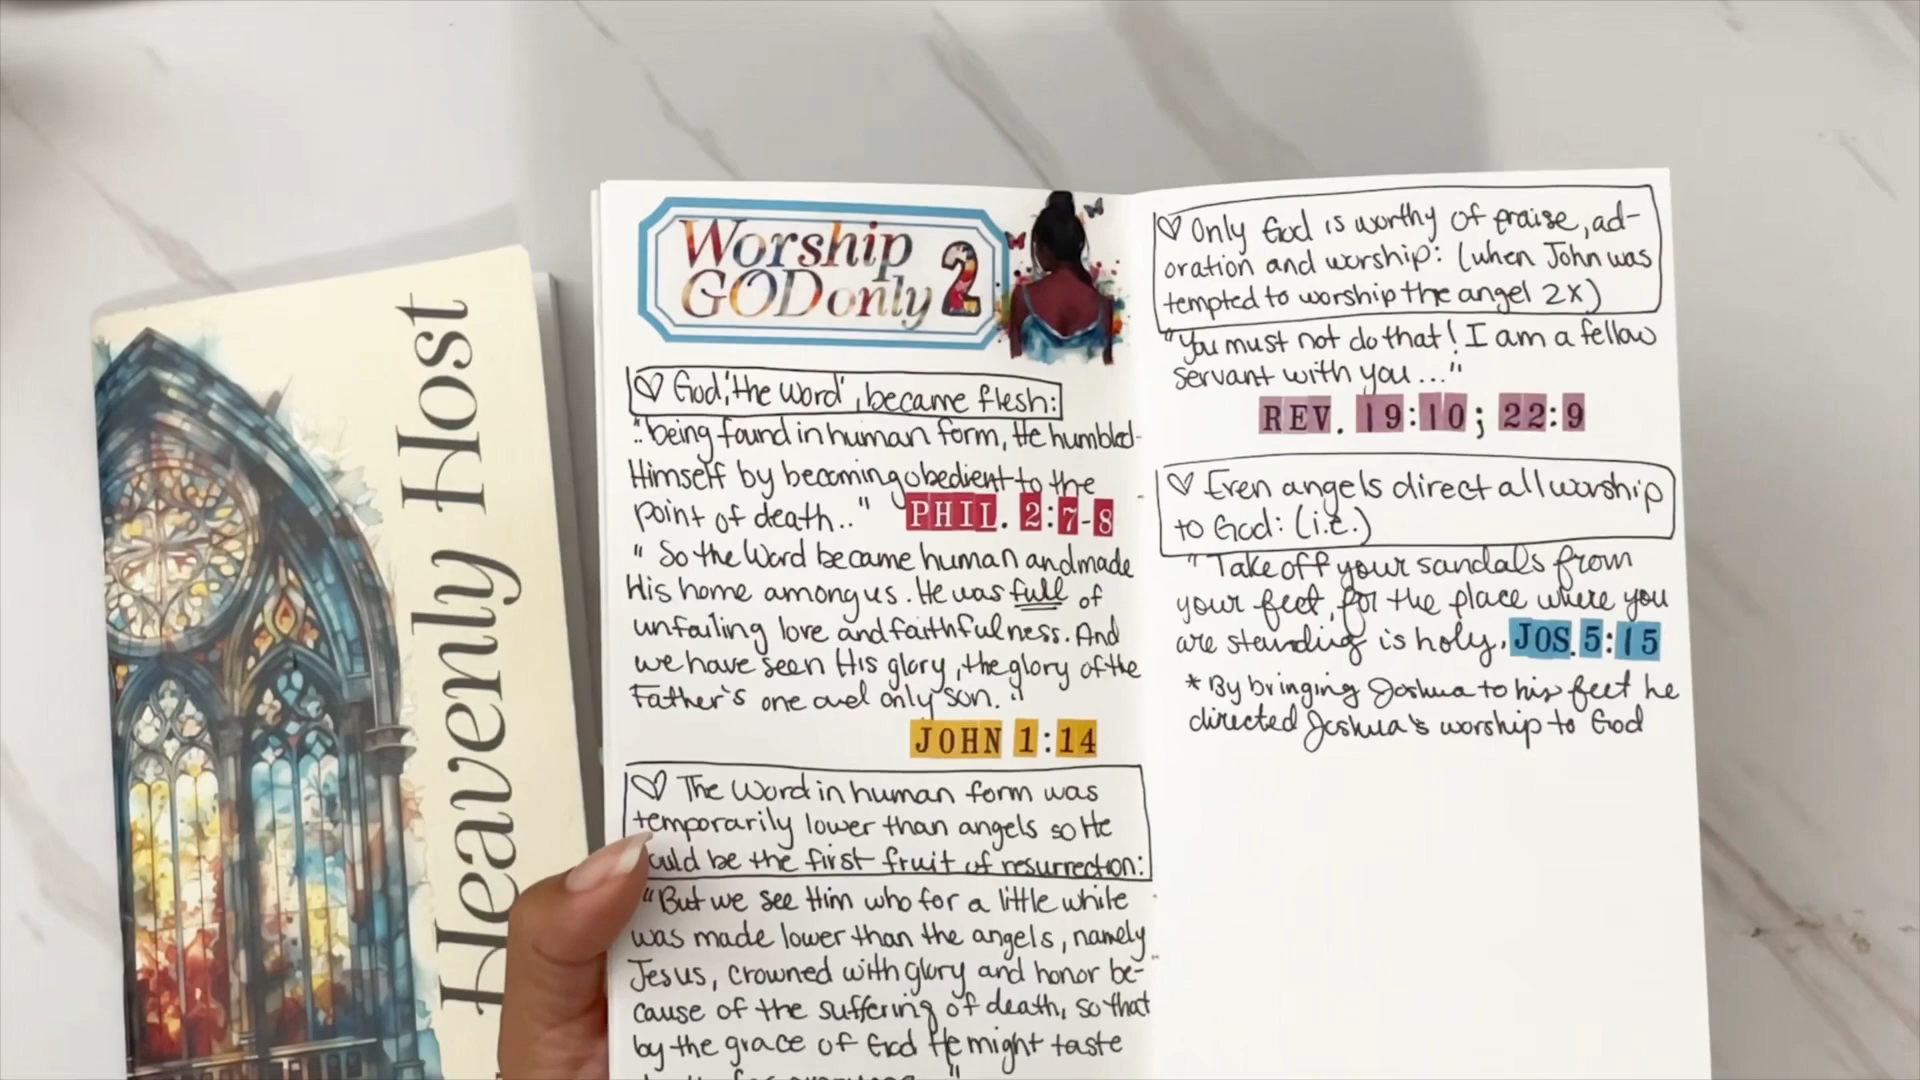 Heavenly Host
Worship
GOD only 2
God, 'the Word', became flesh:
"..being found in human form, He humbled
Himself by becoming obedient to the
point of death.." PHIL. 2:7-8
" So the Word became human and made
His home among us. He was full of
unfailing love and faithfulness. And
we have seen His glory, the glory of the
Father's one and only son. "
JOHN 1:14
The Word in human form was
temporarily lower than angels so He
could be the first fruit of resurrection:
"But we see Him who for a little while
was made lower than the angels, namely
Jesus, crowned with glory and honor be-
cause of the suffering of death, so that
by the grace of God He might taste
Only God is worthy of praise, ad-
oration and worship: (when John was
tempted to worship the angel 2x)
"You must not do that! I am a fellow
servant with you..."
REV. 19:10; 22:9
Even angels direct all worship
to God: (i.e.)
" Take off your sandals from
your feet, for the place where you
are standing is holy. JOS. 5:15
* By bringing Joshua to his feet he
directed Joshua's worship to God